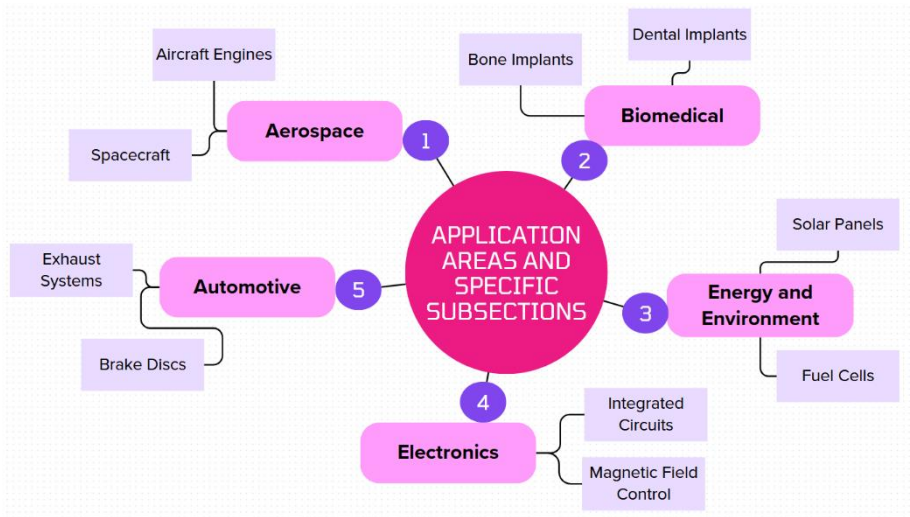 APPLICATION
AREAS AND
SPECIFIC
SUBSECTIONS
1
Aerospace
Aircraft Engines
Spacecraft
2
Biomedical
Bone Implants
Dental Implants
3
Energy and
Environment
Solar Panels
Fuel Cells
4
Electronics
Integrated
Circuits
Magnetic Field
Control
5
Automotive
Exhaust
Systems
Brake Discs